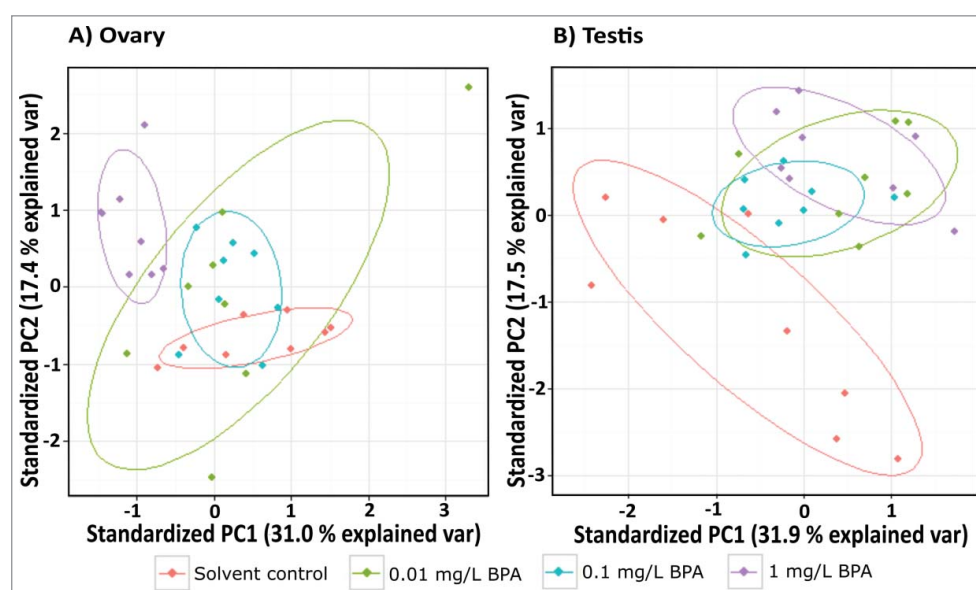 A) Ovary
B) Testis
Standardized PC2 (17.4 % explained var)
2
1
0
-1
-2
-1
0
1
2
3
Standardized PC1 (31.0 % explained var)
Standardized PC2 (17.5 % explained var)
1
0
-1
-2
-3
-2
-1
0
1
Standardized PC1 (31.9 % explained var)
Solvent control
0.01 mg/L BPA
0.1 mg/L BPA
1 mg/L BPA